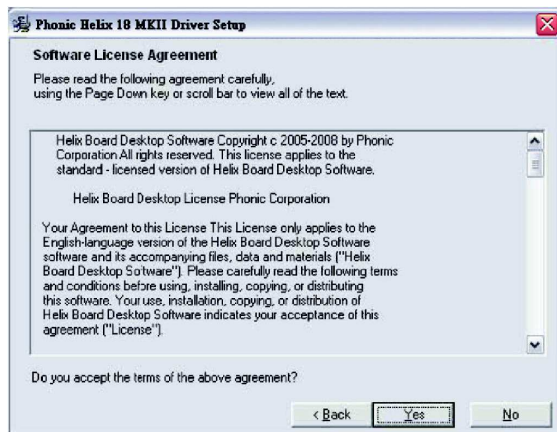 Phonic Helix 18 MKII Driver Setup
Software License Agreement
Please read the following agreement carefully,
using the Page Down key or scroll bar to view all of the text.
Helix Board Desktop Software Copyright c 2005-2008 by Phonic
Corporation All rights reserved. This license applies to the
standard - licensed version of Helix Board Desktop Software.
Helix Board Desktop License Phonic Corporation
Your Agreement to this License This License only applies to the
English-language version of the Helix Board Desktop Software
software and its accompanying files, data and materials ("Helix
Board Desktop Software"). Please carefully read the following terms
and conditions before using, installing, copying, or distributing
this software. Your use, installation, copying, or distribution of
Helix Board Desktop Software indicates your acceptance of this
agreement ("License").
Do you accept the terms of the above agreement?
< Back
Yes
No